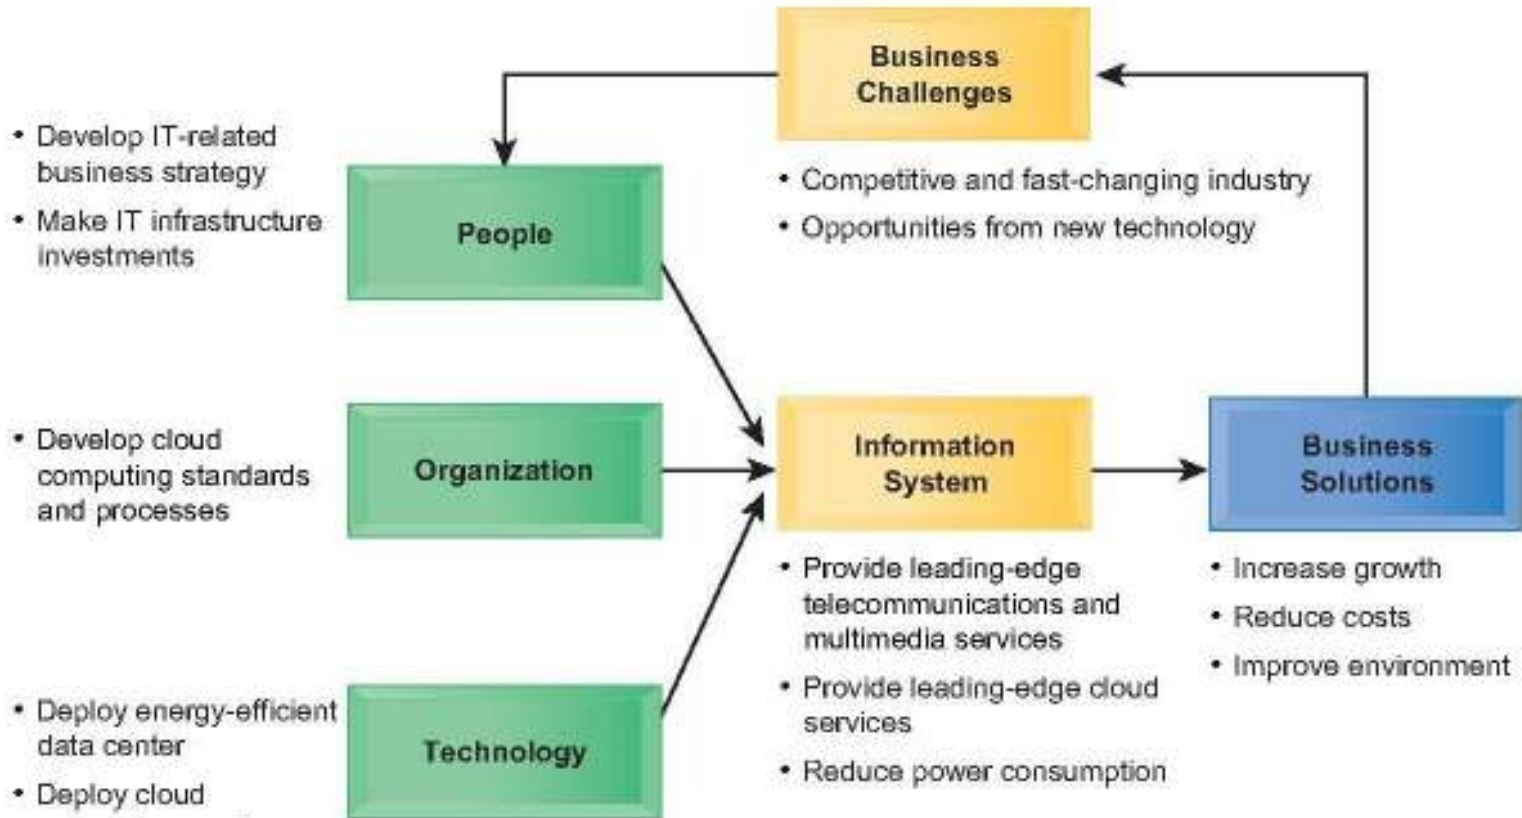 Business
Challenges
• Competitive and fast-changing industry
• Opportunities from new technology
• Develop IT-related
business strategy
• Make IT infrastructure
investments
People
• Develop cloud
computing standards
and processes
Organization
Information
System
• Provide leading-edge
telecommunications and
multimedia services
• Provide leading-edge cloud
services
• Reduce power consumption
Business
Solutions
• Increase growth
• Reduce costs
• Improve environment
• Deploy energy-efficient
data center
• Deploy cloud
Technology